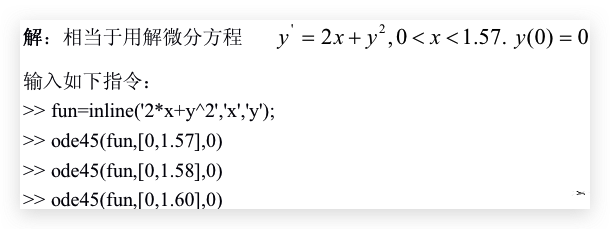 解：相当于用解微分方程 y' = 2x + y², 0 < x < 1.57. y(0) = 0
输入如下指令：
>> fun=inline('2*x+y^2','x','y');
>> ode45(fun,[0,1.57],0)
>> ode45(fun,[0,1.58],0)
>> ode45(fun,[0,1.60],0)